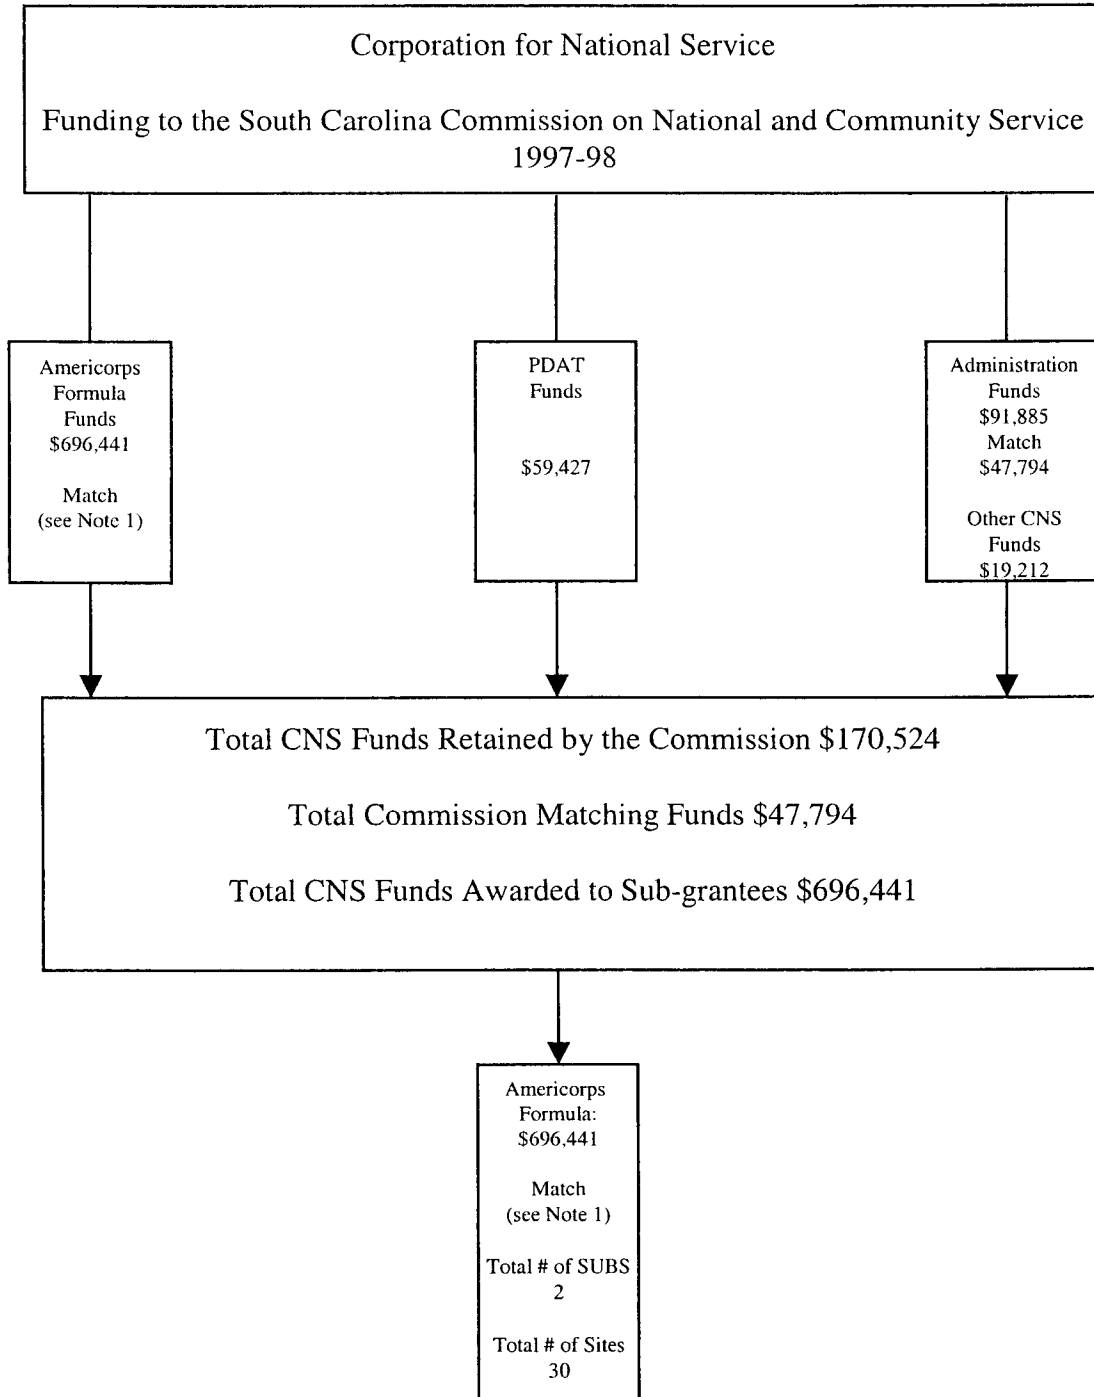 Corporation for National Service
Funding to the South Carolina Commission on National and Community Service
1997-98
Americorps
Formula
Funds
$696,441
Match
(see Note 1)
PDAT
Funds
$59,427
Administration
Funds
$91,885
Match
$47,794
Other CNS
Funds
$19,212
Total CNS Funds Retained by the Commission $170,524
Total Commission Matching Funds $47,794
Total CNS Funds Awarded to Sub-grantees $696,441
Americorps
Formula:
$696,441
Match
(see Note 1)
Total # of SUBS
2
Total # of Sites
30